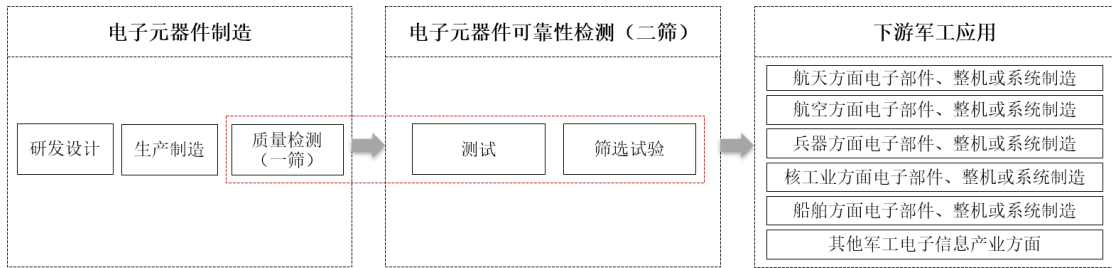 电子元器件制造
研发设计
生产制造
质量检测
（一筛）
电子元器件可靠性检测（二筛）
测试
筛选试验
下游军工应用
航天方面电子部件、整机或系统制造
航空方面电子部件、整机或系统制造
兵器方面电子部件、整机或系统制造
核工业方面电子部件、整机或系统制造
船舶方面电子部件、整机或系统制造
其他军工电子信息产业方面